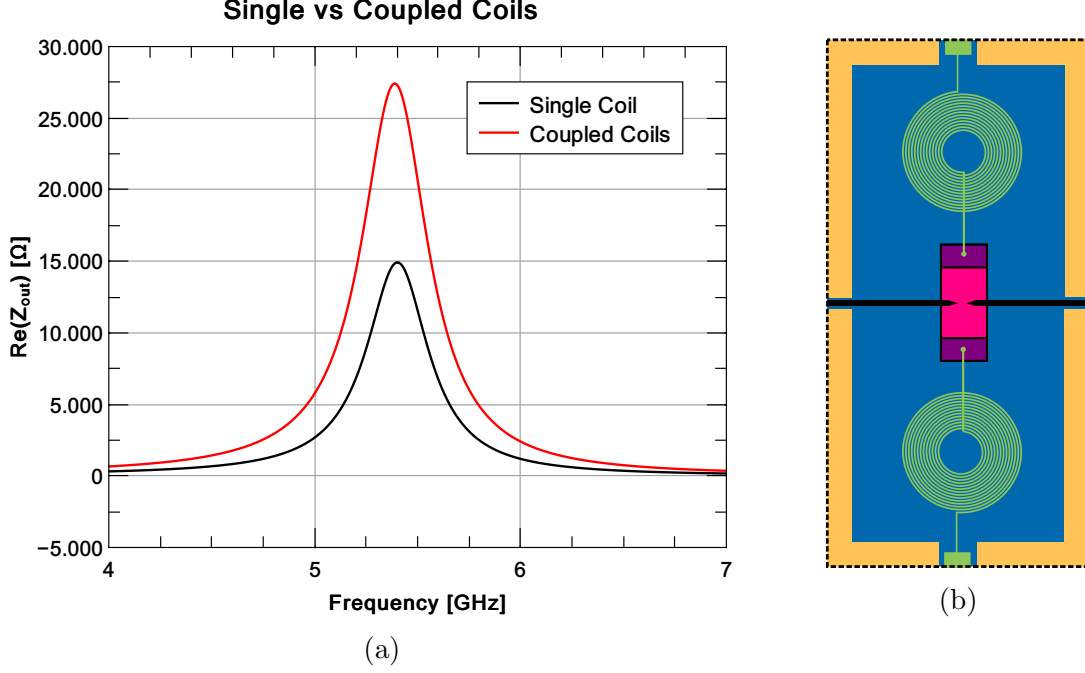 Single vs Coupled Coils
30.000
25.000
20.000
15.000
10.000
5.000
0
−5.000
Re(Z_out) [Ω]
Single Coil
Coupled Coils
4
5
6
7
Frequency [GHz]
(a)
(b)